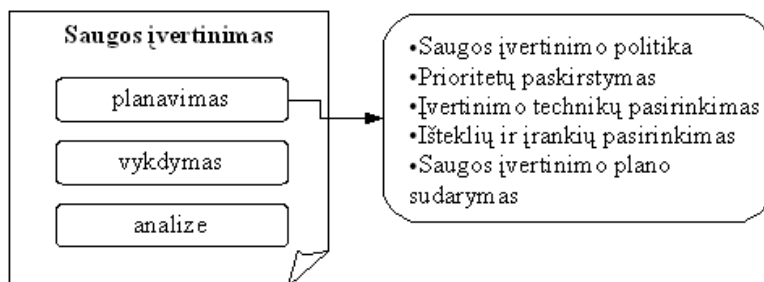 Saugos įvertinimas
planavimas
vykdymas
analize
•Saugos įvertinimo politika
•Prioritetų paskirstymas
•Įvertinimo technikų pasirinkimas
•Išteklių ir įrankių pasirinkimas
•Saugos įvertinimo plano
sudarymas